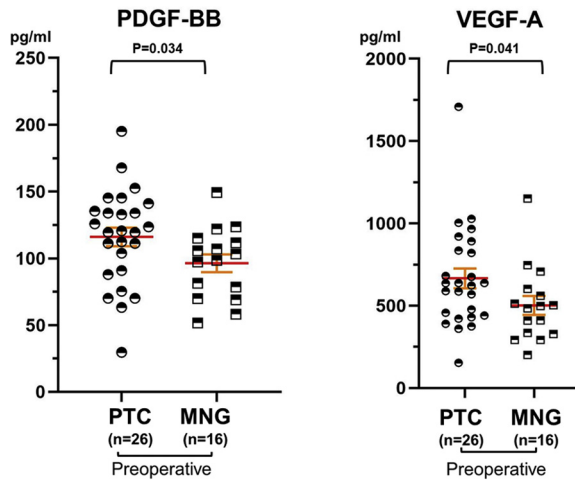 PDGF-BB
pg/ml
P=0.034
250
200
150
100
50
0
PTC MNG
(n=26) (n=16)
Preoperative
VEGF-A
pg/ml
P=0.041
2000
1500
1000
500
0
PTC MNG
(n=26) (n=16)
Preoperative